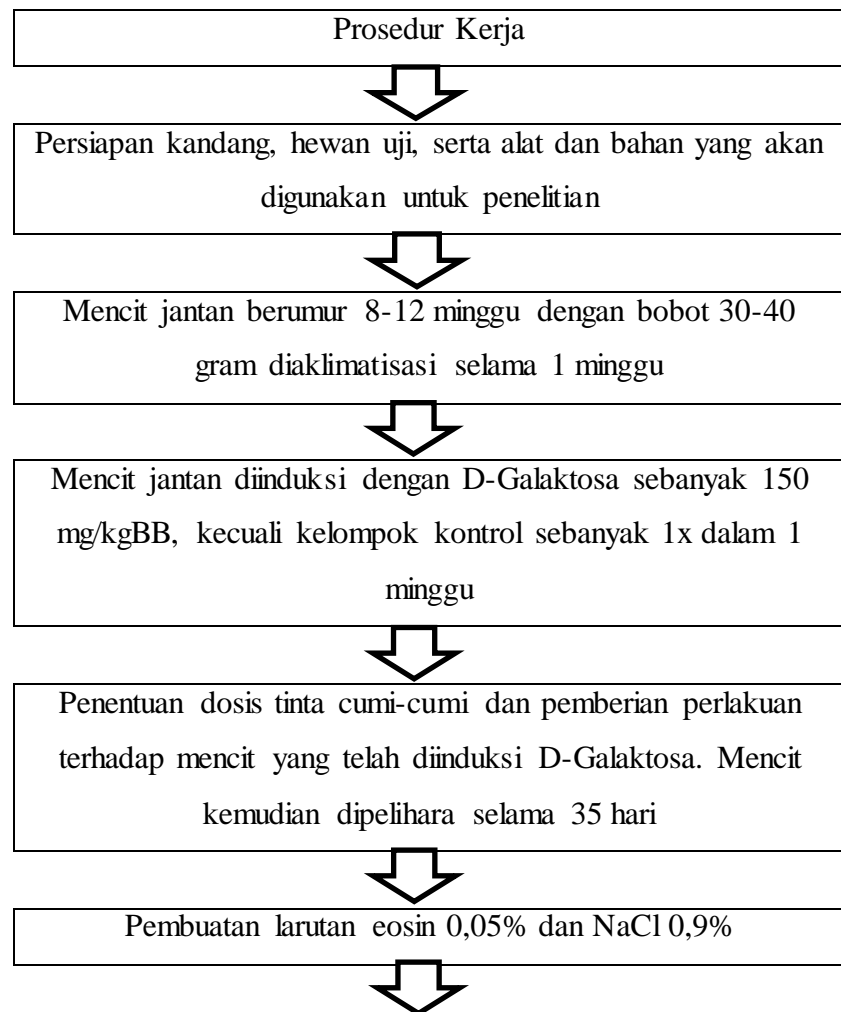 Prosedur Kerja
Persiapan kandang, hewan uji, serta alat dan bahan yang akan
digunakan untuk penelitian
Mencit jantan berumur 8-12 minggu dengan bobot 30-40
gram diaklimatisasi selama 1 minggu
Mencit jantan diinduksi dengan D-Galaktosa sebanyak 150
mg/kgBB, kecuali kelompok kontrol sebanyak 1x dalam 1
minggu
Penentuan dosis tinta cumi-cumi dan pemberian perlakuan
terhadap mencit yang telah diinduksi D-Galaktosa. Mencit
kemudian dipelihara selama 35 hari
Pembuatan larutan eosin 0,05% dan NaCl 0,9%